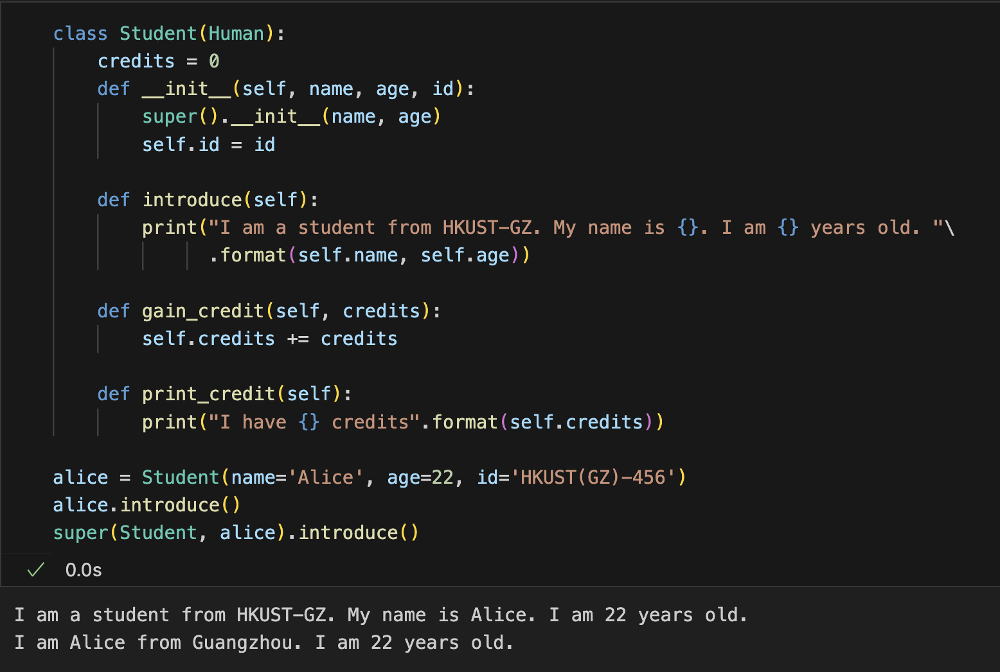 class Student(Human):
    credits = 0
    def __init__(self, name, age, id):
        super().__init__(name, age)
        self.id = id

    def introduce(self):
        print("I am a student from HKUST-GZ. My name is {}. I am {} years old. "\
              .format(self.name, self.age))

    def gain_credit(self, credits):
        self.credits += credits

    def print_credit(self):
        print("I have {} credits".format(self.credits))

alice = Student(name='Alice', age=22, id='HKUST(GZ)-456')
alice.introduce()
super(Student, alice).introduce()
✓ 0.0s
I am a student from HKUST-GZ. My name is Alice. I am 22 years old.
I am Alice from Guangzhou. I am 22 years old.